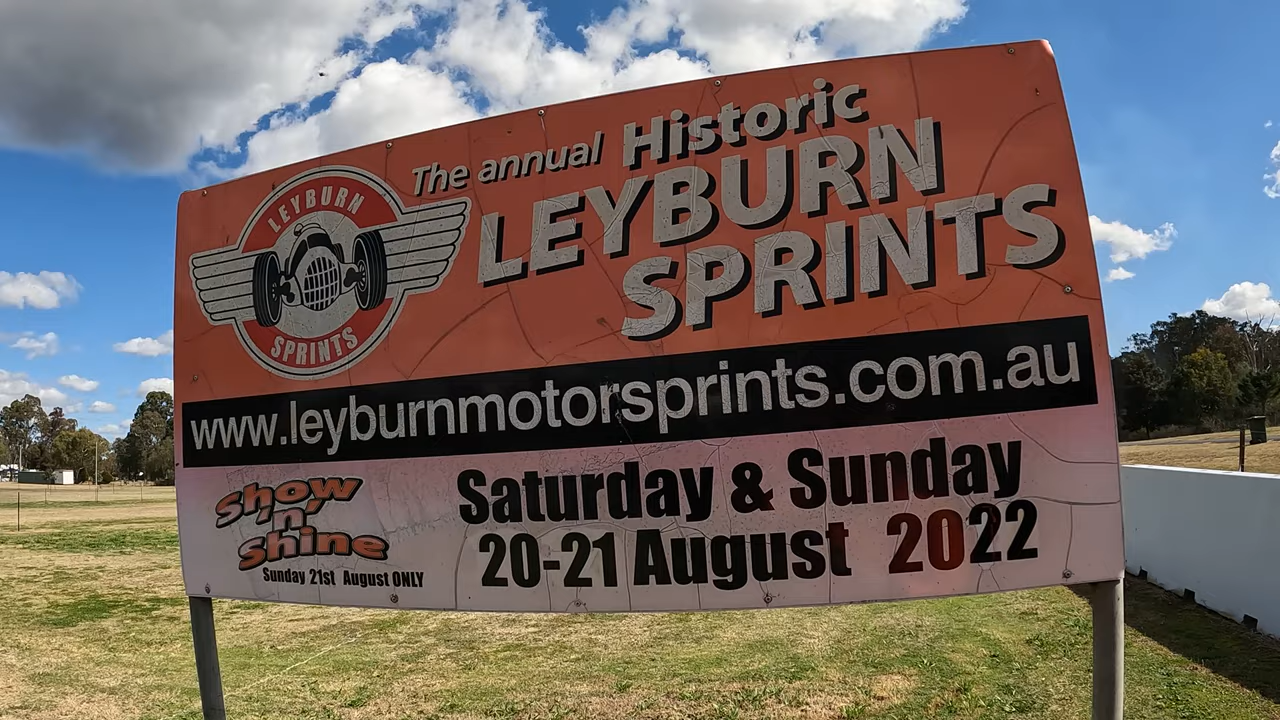 LEYBURN
SPRINTS
The annual Historic
LEYBURN
SPRINTS
www.leyburnmotorsprints.com.au
Show
'n'
Shine
Sunday 21st August ONLY
Saturday & Sunday
20-21 August 2022